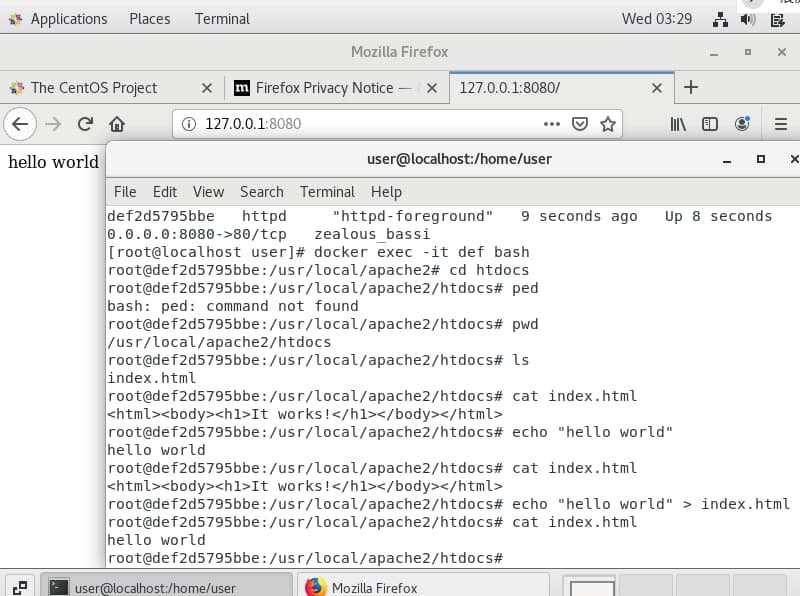 Applications Places Terminal Wed 03:29
Mozilla Firefox
The CentOS Project Firefox Privacy Notice — 127.0.0.1:8080/
127.0.0.1:8080
hello world
user@localhost:/home/user
File Edit View Search Terminal Help
def2d5795bbe   httpd     "httpd-foreground"   9 seconds ago   Up 8 seconds
0.0.0.0:8080->80/tcp   zealous_bassi
[root@localhost user]# docker exec -it def bash
root@def2d5795bbe:/usr/local/apache2# cd htdocs
root@def2d5795bbe:/usr/local/apache2/htdocs# ped
bash: ped: command not found
root@def2d5795bbe:/usr/local/apache2/htdocs# pwd
/usr/local/apache2/htdocs
root@def2d5795bbe:/usr/local/apache2/htdocs# ls
index.html
root@def2d5795bbe:/usr/local/apache2/htdocs# cat index.html
<html><body><h1>It works!</h1></body></html>
root@def2d5795bbe:/usr/local/apache2/htdocs# echo "hello world"
hello world
root@def2d5795bbe:/usr/local/apache2/htdocs# cat index.html
<html><body><h1>It works!</h1></body></html>
root@def2d5795bbe:/usr/local/apache2/htdocs# echo "hello world" > index.html
root@def2d5795bbe:/usr/local/apache2/htdocs# cat index.html
hello world
root@def2d5795bbe:/usr/local/apache2/htdocs#
user@localhost:/home/user Mozilla Firefox